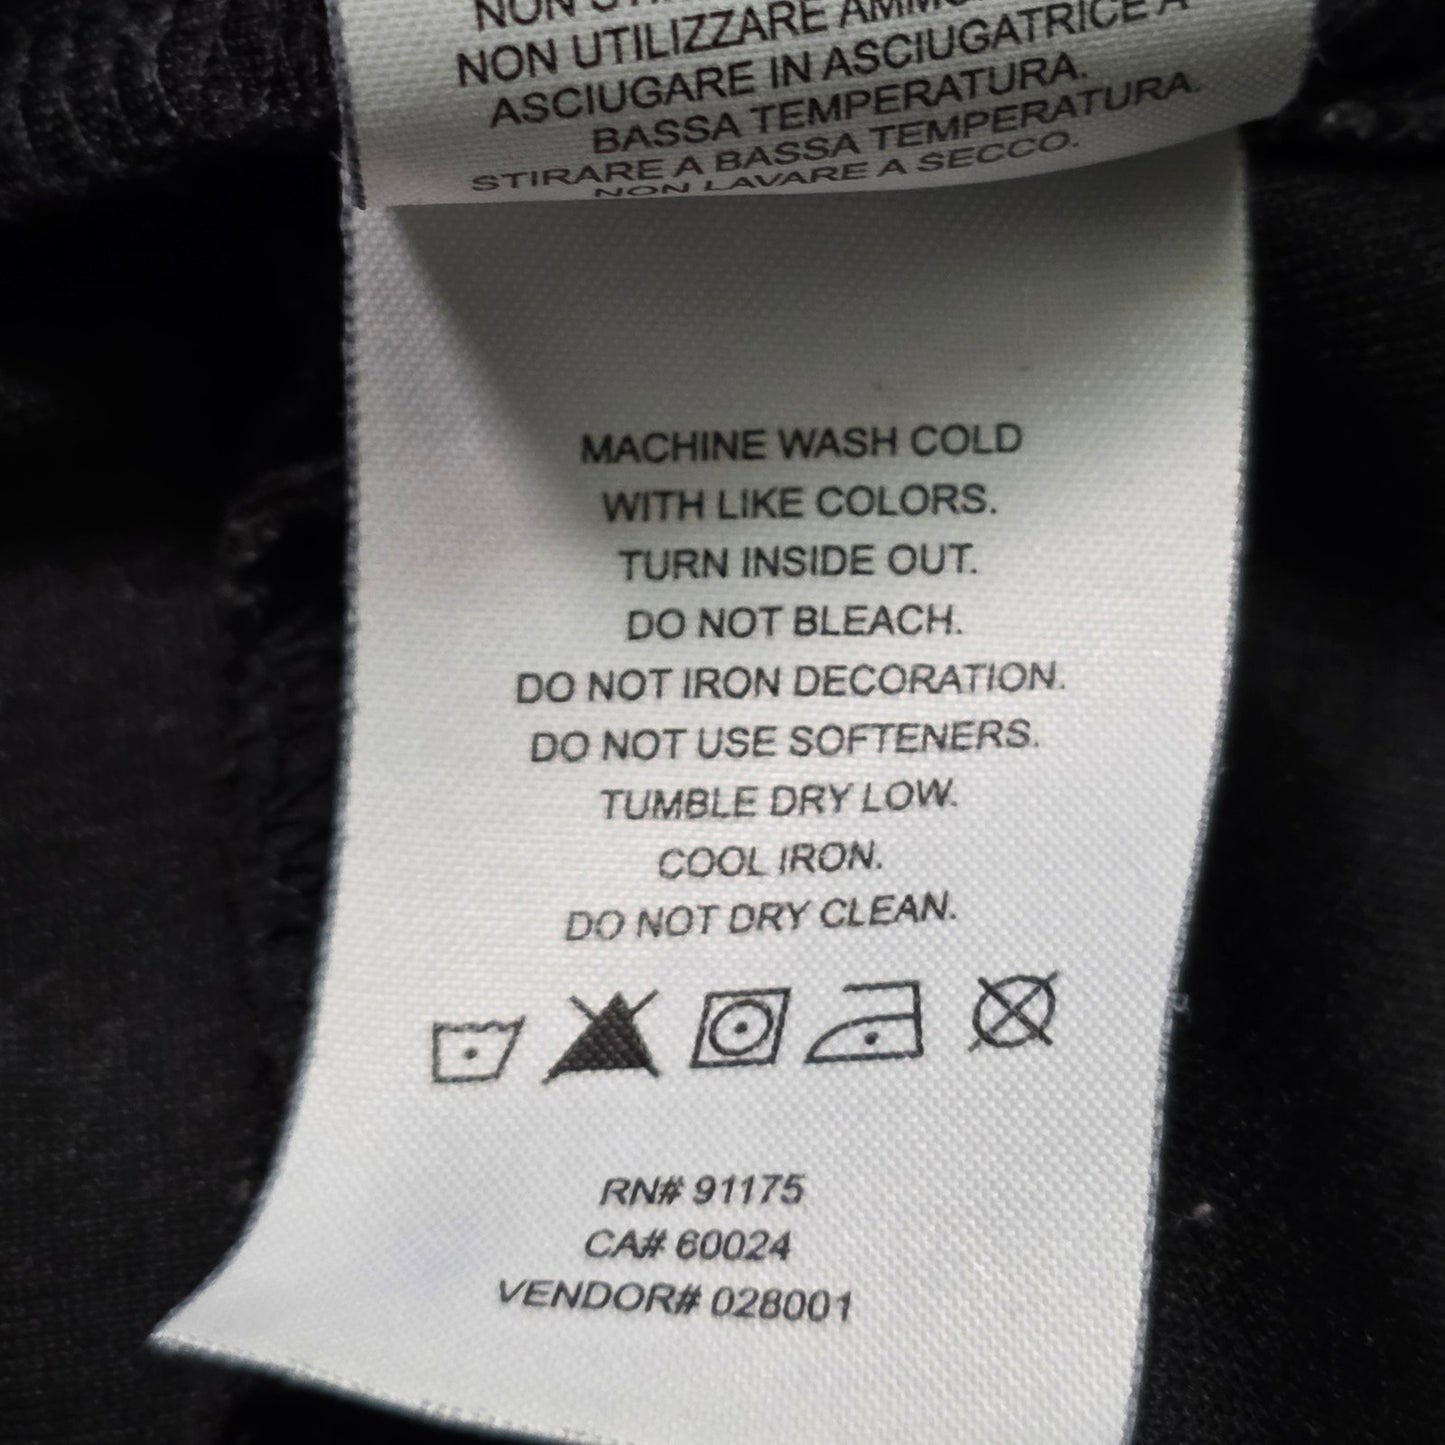 NON
NON UTILIZZARE
ASCIUGARE IN ASCIUGATRICE A
BASSA TEMPERATURA.
STIRARE A BASSA TEMPERATURA.
NON LAVARE A SECCO.
MACHINE WASH COLD
WITH LIKE COLORS.
TURN INSIDE OUT.
DO NOT BLEACH.
DO NOT IRON DECORATION.
DO NOT USE SOFTENERS.
TUMBLE DRY LOW.
COOL IRON.
DO NOT DRY CLEAN.
RN# 91175
CA# 60024
VENDOR# 028001